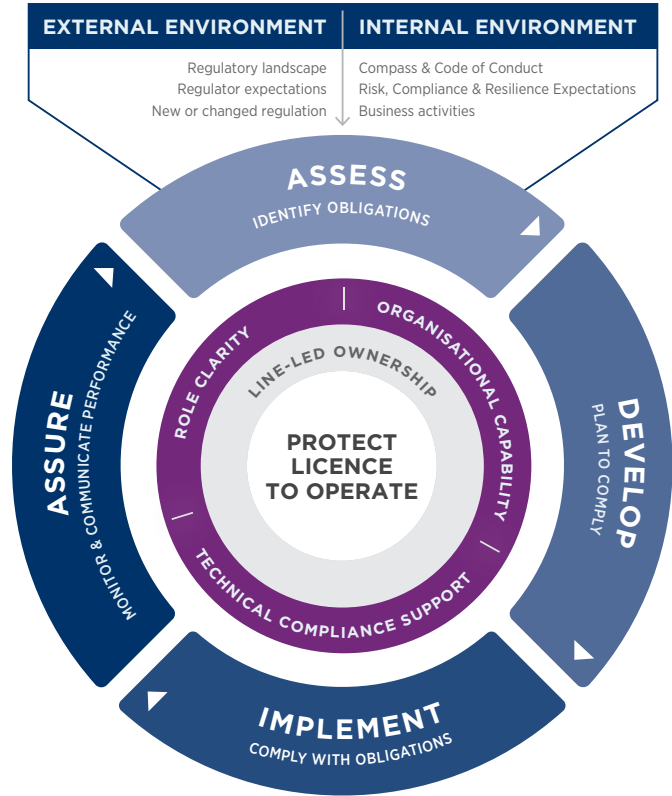 EXTERNAL ENVIRONMENT
INTERNAL ENVIRONMENT
Regulatory landscape
Regulator expectations
New or changed regulation
Compass & Code of Conduct
Risk, Compliance & Resilience Expectations
Business activities
ASSESS
IDENTIFY OBLIGATIONS
DEVELOP
PLAN TO COMPLY
IMPLEMENT
COMPLY WITH OBLIGATIONS
ASSURE
MONITOR & COMMUNICATE PERFORMANCE
ROLE CLARITY
ORGANISATIONAL CAPABILITY
TECHNICAL COMPLIANCE SUPPORT
LINE-LED OWNERSHIP
PROTECT
LICENCE
TO OPERATE